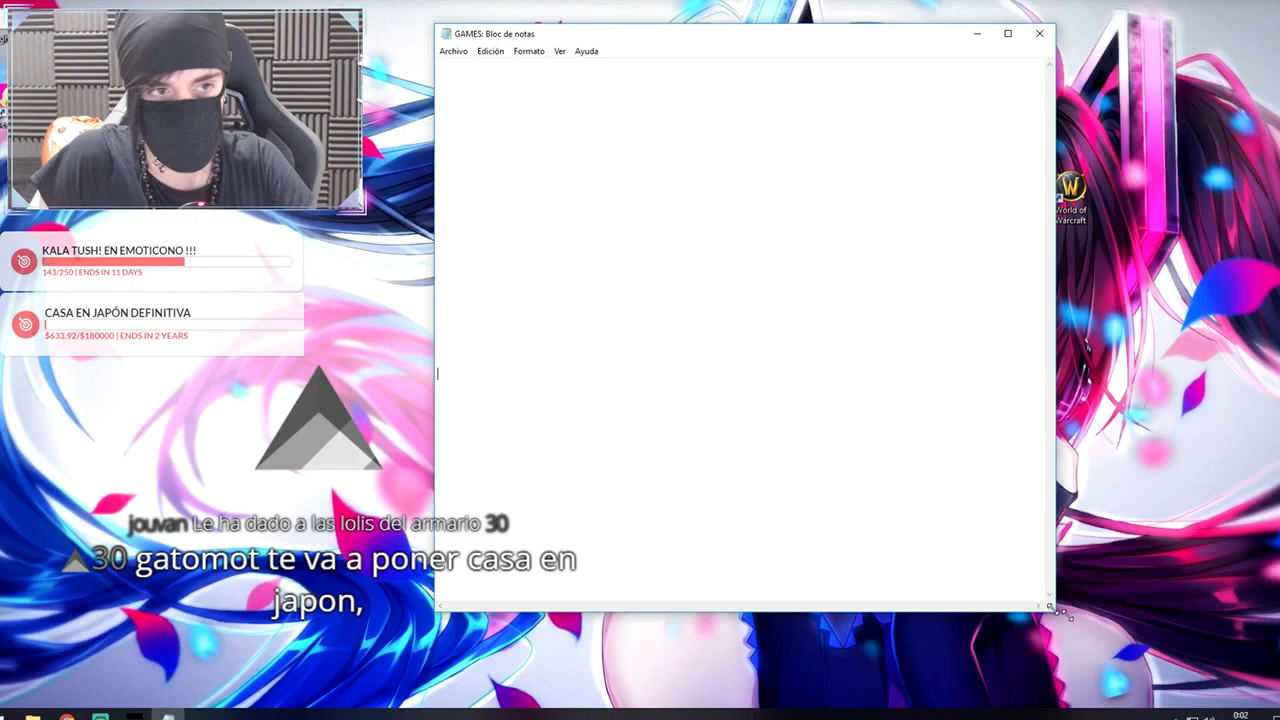 GAMES: Bloc de notas
Archivo Edición Formato Ver Ayuda
World of
Warcraft
KALA TUSH! EN EMOTICONO !!!
143/250 | ENDS IN 11 DAYS
CASA EN JAPÓN DEFINITIVA
$633.92/$180000 | ENDS IN 2 YEARS
jouvan Le ha dado a las lolis del armario 30
30 gatomot te va a poner casa en
japon,
0:02